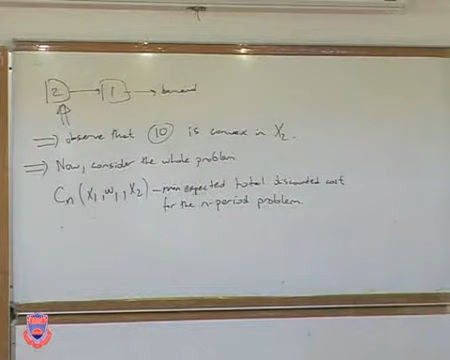 2 → 1 → Demand
⇒ observe that (10) is convex in X₂.
⇒ Now, consider the whole problem
Cₙ(X₁, w₁, X₂) – min expected total discounted cost
for the n-period problem.